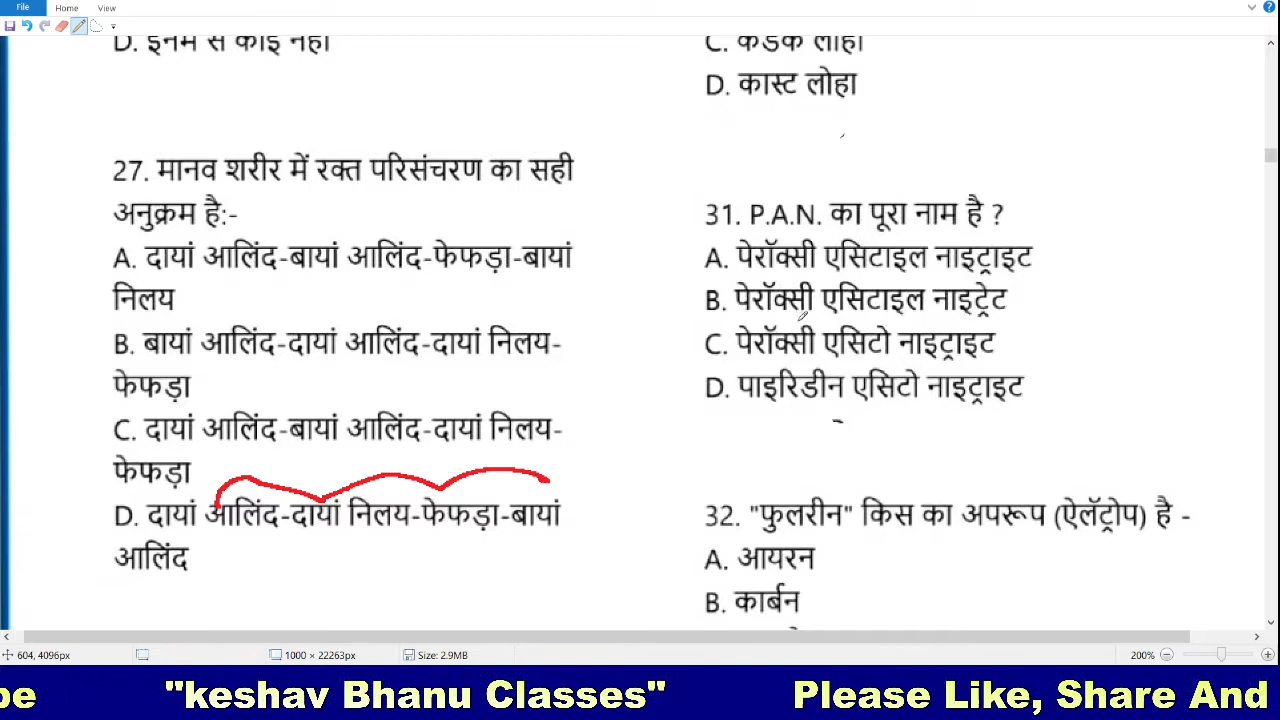 File Home View
D. इनमें से कोई नहीं
27. मानव शरीर में रक्त परिसंचरण का सही
अनुक्रम है:-
A. दायां आलिंद-बायां आलिंद-फेफड़ा-बायां
निलय
B. बायां आलिंद-दायां आलिंद-दायां निलय-
फेफड़ा
C. दायां आलिंद-बायां आलिंद-दायां निलय-
फेफड़ा
D. दायां आलिंद-दायां निलय-फेफड़ा-बायां
आलिंद
C. कडक लोहा
D. कास्ट लोहा
31. P.A.N. का पूरा नाम है ?
A. पेरॉक्सी एसिटाइल नाइट्राइट
B. पेरॉक्सी एसिटाइल नाइट्रेट
C. पेरॉक्सी एसिटो नाइट्राइट
D. पाइरिडीन एसिटो नाइट्राइट
32. "फुलरीन" किस का अपरूप (ऐलॅट्रोप) है -
A. आयरन
B. कार्बन
604, 4096px 1000 × 22263px Size: 2.9MB 200%
be "keshav Bhanu Classes" Please Like, Share And